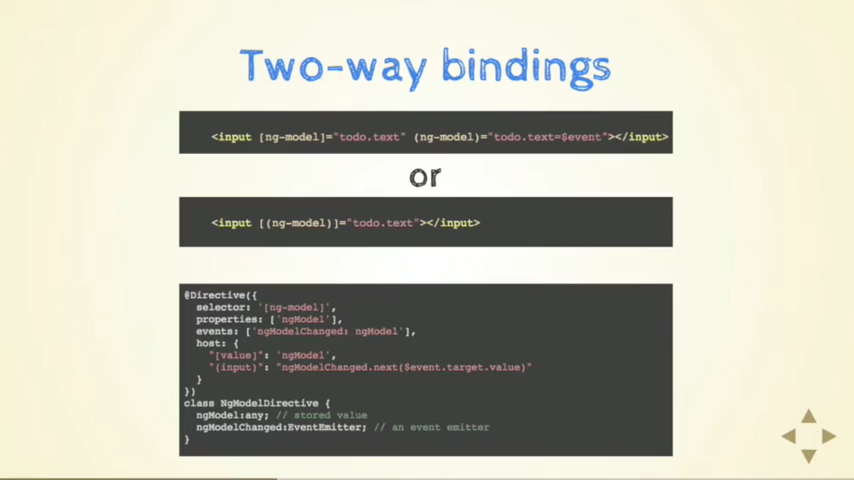 Two-way bindings
<input [ng-model]="todo.text" (ng-model)="todo.text=$event"></input>
or
<input [(ng-model)]="todo.text"></input>
@Directive({
selector: '[ng-model]',
properties: ['ngModel'],
events: ['ngModelChanged: ngModel'],
host: {
"[value]": 'ngModel',
"(input)": "ngModelChanged.next($event.target.value)"
}
})
class NgModelDirective {
ngModel:any; // stored value
ngModelChanged:EventEmitter; // an event emitter
}